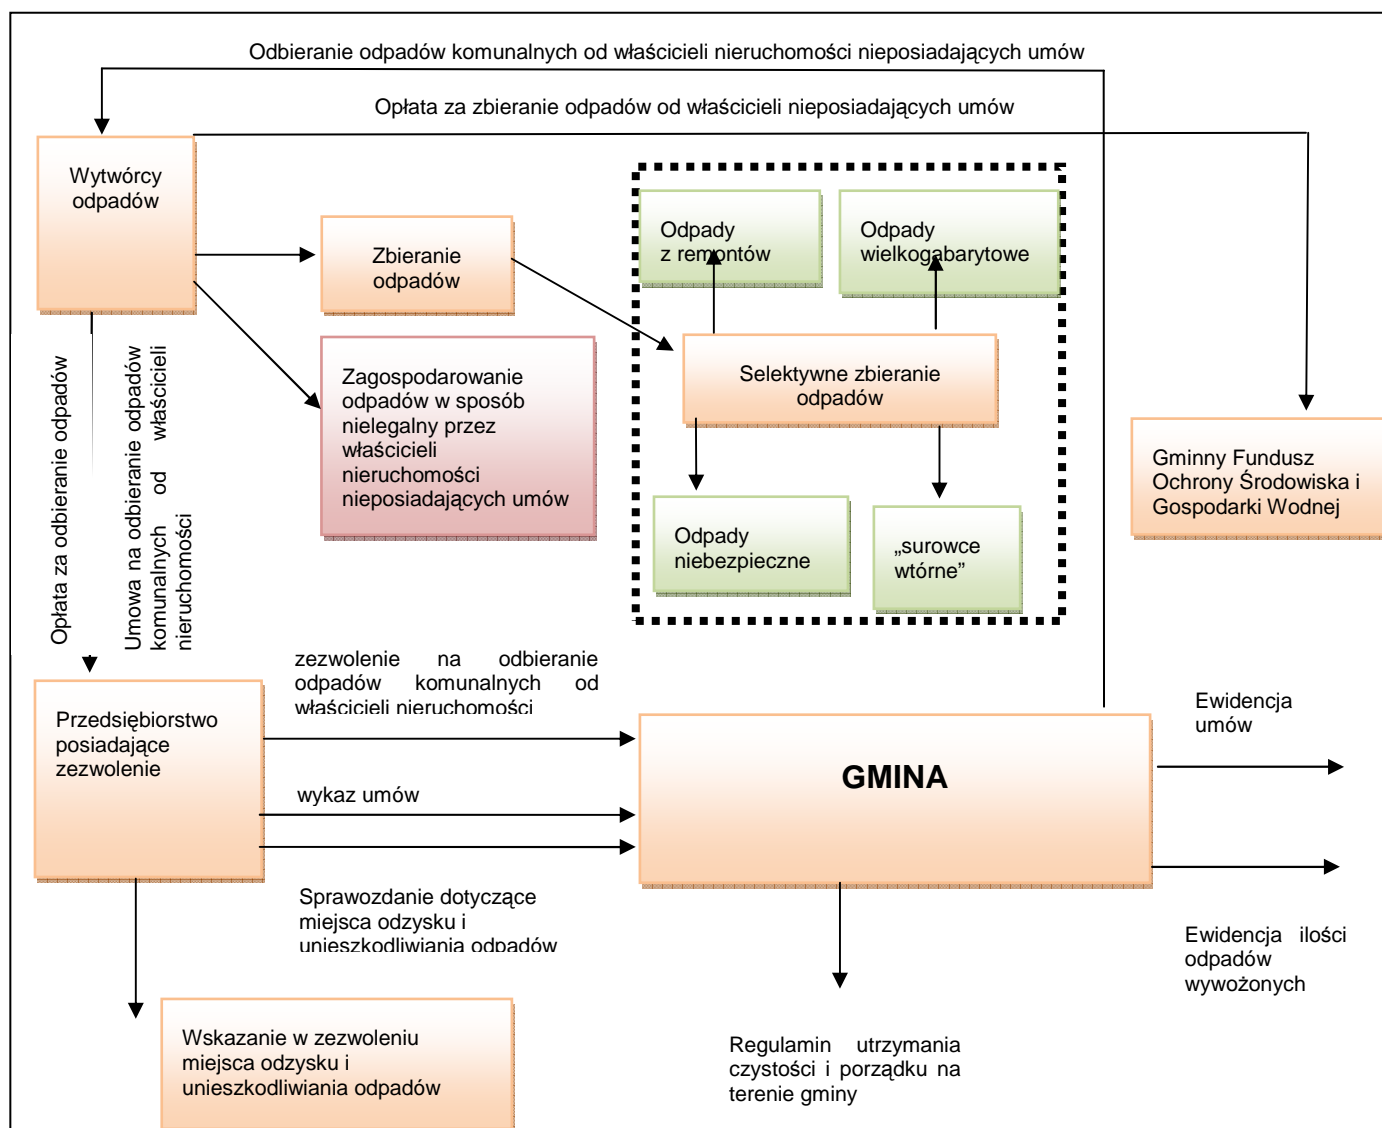 Odbieranie odpadów komunalnych od właścicieli nieruchomości nieposiadających umów
Opłata za zbieranie odpadów od właścicieli nieposiadających umów
Wytwórcy
odpadów
Zbieranie
odpadów
Odpady
z remontów
Odpady
wielkogabarytowe
Selektywne zbieranie
odpadów
Zagospodarowanie
odpadów w sposób
nielegalny przez
właścicieli
nieruchomości
nieposiadających umów
Odpady
niebezpieczne
„surowce
wtórne”
Gminny Fundusz
Ochrony Środowiska i
Gospodarki Wodnej
Opłata za odbieranie odpadów
Umowa na odbieranie odpadów
komunalnych od właścicieli
nieruchomości
zezwolenie na odbieranie
odpadów komunalnych od
właścicieli nieruchomości
Przedsiębiorstwo
posiadające
zezwolenie
wykaz umów
GMINA
Ewidencja
umów
Sprawozdanie dotyczące
miejsca odzysku i
unieszkodliwiania odpadów
Ewidencja ilości
odpadów
wywożonych
Wskazanie w zezwoleniu
miejsca odzysku i
unieszkodliwiania odpadów
Regulamin utrzymania
czystości i porządku na
terenie gminy